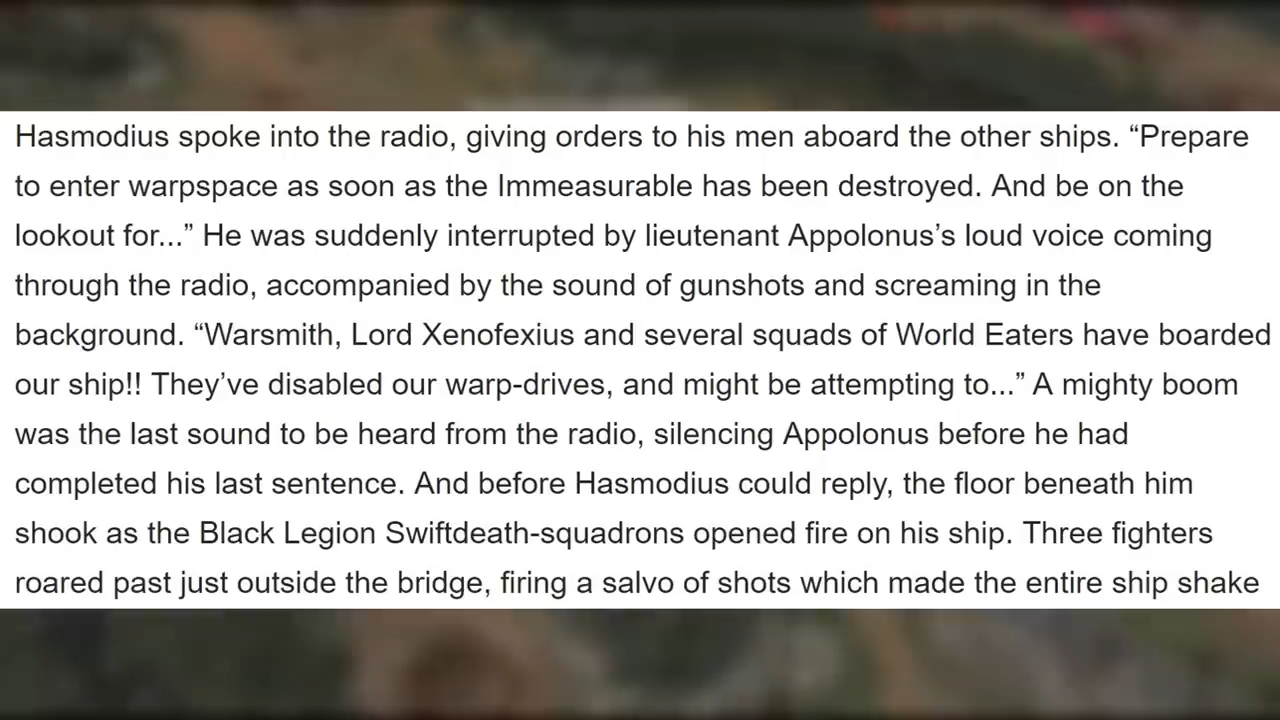 Hasmodius spoke into the radio, giving orders to his men aboard the other ships. “Prepare
to enter warpspace as soon as the Immeasurable has been destroyed. And be on the
lookout for...” He was suddenly interrupted by lieutenant Appolonus’s loud voice coming
through the radio, accompanied by the sound of gunshots and screaming in the
background. “Warsmith, Lord Xenofexius and several squads of World Eaters have boarded
our ship!! They’ve disabled our warp-drives, and might be attempting to...” A mighty boom
was the last sound to be heard from the radio, silencing Appolonus before he had
completed his last sentence. And before Hasmodius could reply, the floor beneath him
shook as the Black Legion Swiftdeath-squadrons opened fire on his ship. Three fighters
roared past just outside the bridge, firing a salvo of shots which made the entire ship shake